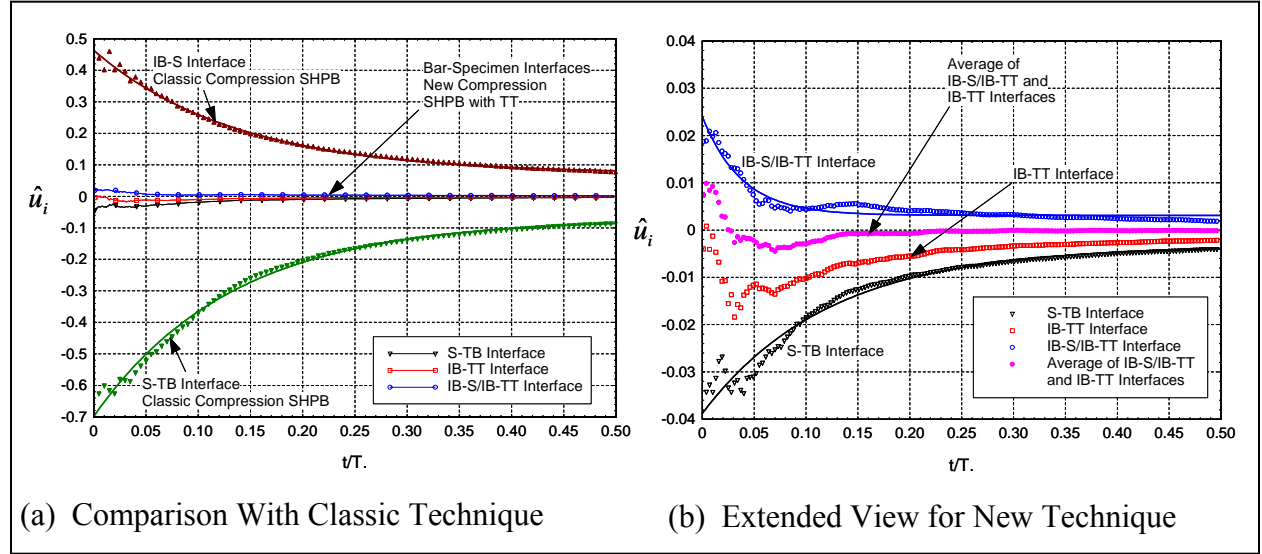 0.5
0.4
0.3
0.2
0.1
0
-0.1
-0.2
-0.3
-0.4
-0.5
-0.6
-0.7
û_i
IB-S Interface
Classic Compression SHPB
Bar-Specimen Interfaces
New Compression
SHPB with TT
S-TB Interface
Classic Compression SHPB
S-TB Interface
IB-TT Interface
IB-S/IB-TT Interface
0 0.05 0.10 0.15 0.20 0.25 0.30 0.35 0.40 0.45 0.50
t/T.
(a) Comparison With Classic Technique
0.04
0.03
0.02
0.01
0
-0.01
-0.02
-0.03
-0.04
û_i
Average of
IB-S/IB-TT and
IB-TT Interfaces
IB-S/IB-TT Interface
IB-TT Interface
S-TB Interface
S-TB Interface
IB-TT Interface
IB-S/IB-TT Interface
Average of IB-S/IB-TT
and IB-TT Interfaces
0 0.05 0.10 0.15 0.20 0.25 0.30 0.35 0.40 0.45 0.50
t/T.
(b) Extended View for New Technique